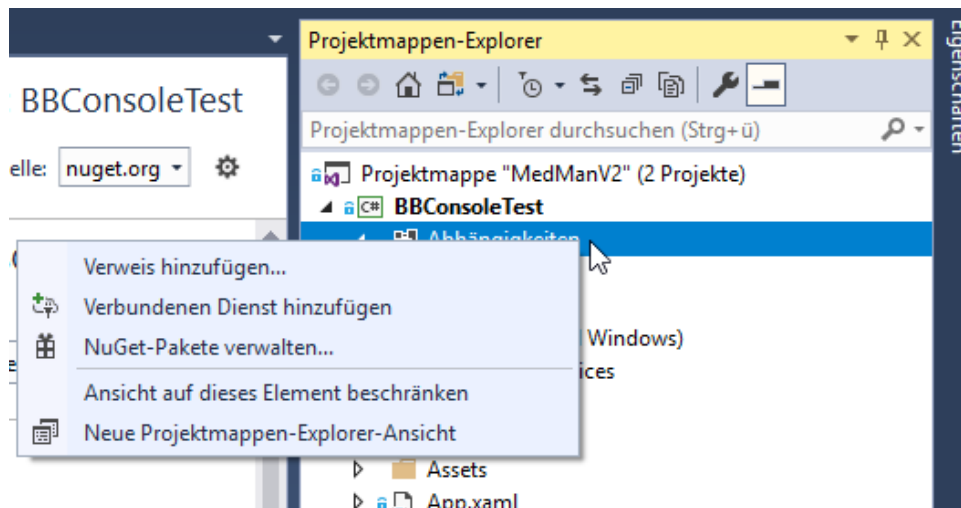 BBConsoleTest
elle: nuget.org
Verweis hinzufügen...
Verbundenen Dienst hinzufügen
NuGet-Pakete verwalten...
Ansicht auf dieses Element beschränken
Neue Projektmappen-Explorer-Ansicht
Projektmappen-Explorer
Projektmappen-Explorer durchsuchen (Strg+ü)
Projektmappe "MedManV2" (2 Projekte)
C# BBConsoleTest
Abhängigkeiten
Windows)
ices
Assets
App.xaml
Eigenschaften